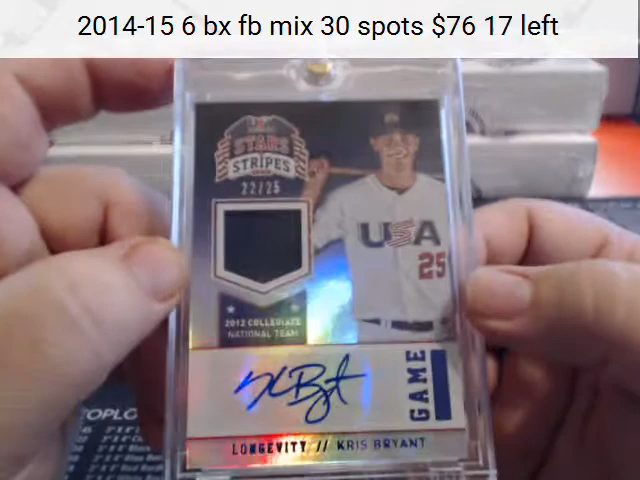 2014-15 6 bx fb mix 30 spots $76 17 left
STARS
STRIPES
22/25
USA
25
2012 COLLEGIATE
NATIONAL TEAM
GAME
LONGEVITY // KRIS BRYANT
TOPLO